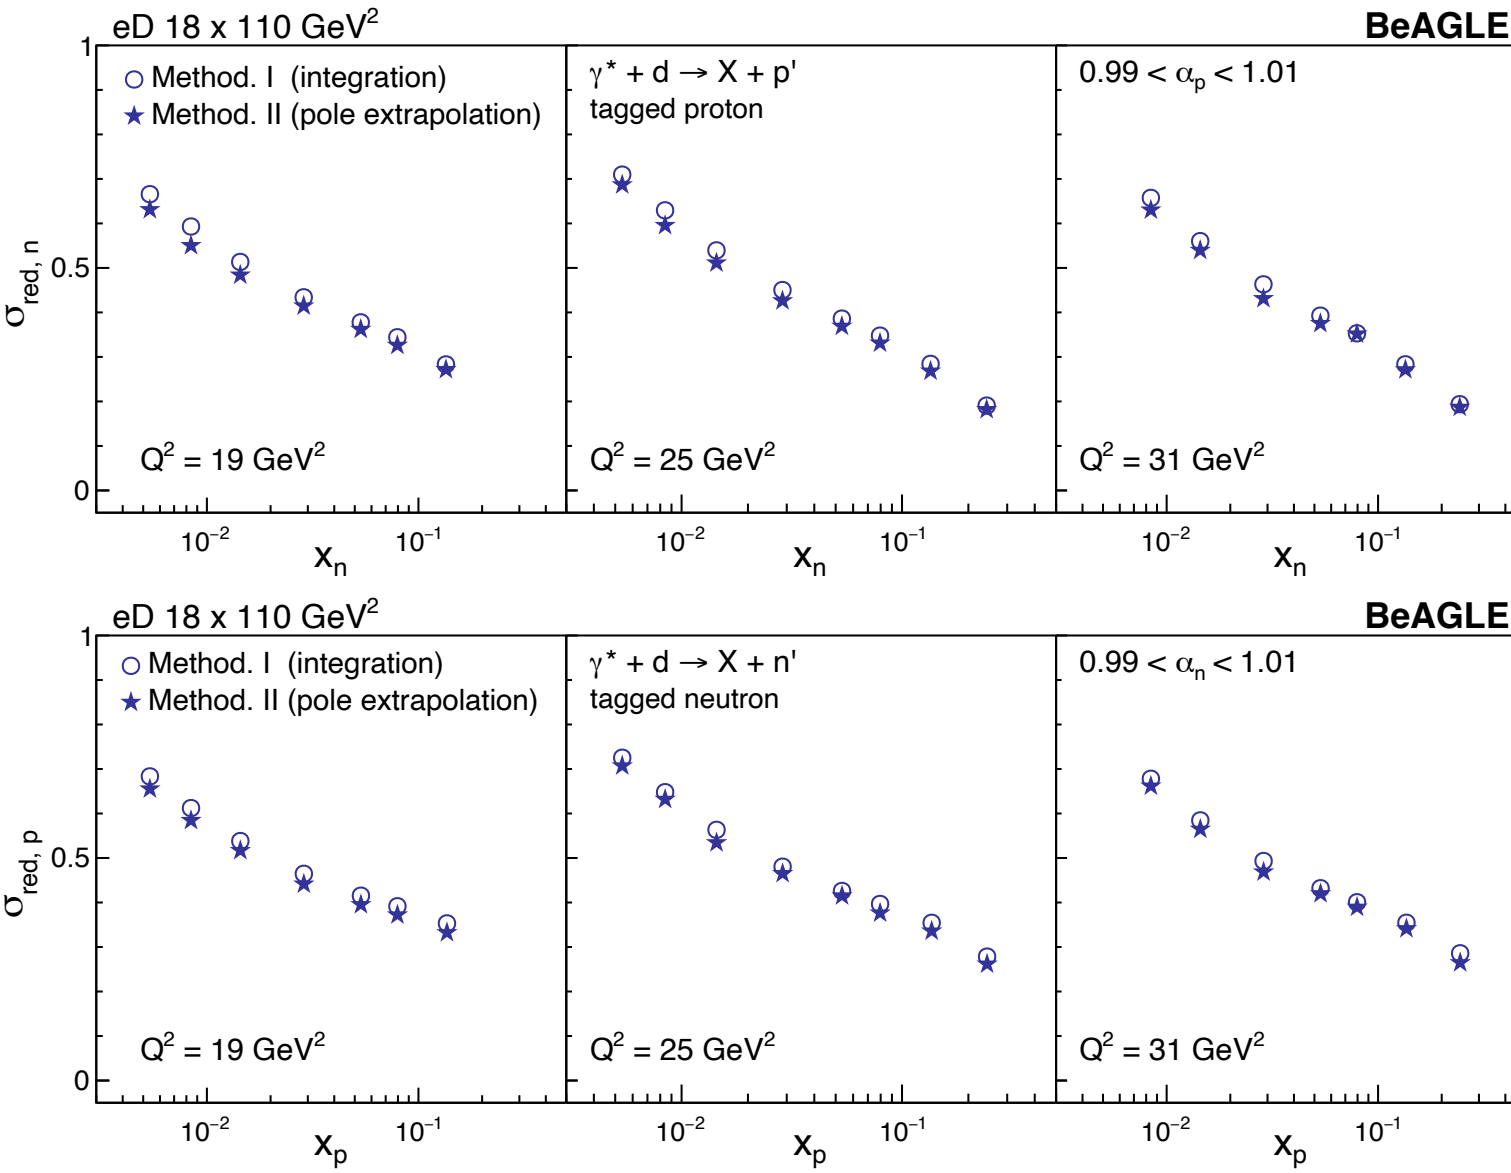 eD 18 x 110 GeV²
BeAGLE
1
0.5
0
σred, n
Method. I (integration)
Method. II (pole extrapolation)
Q² = 19 GeV²
γ* + d → X + p'
tagged proton
Q² = 25 GeV²
0.99 < αp < 1.01
Q² = 31 GeV²
10⁻² 10⁻¹ 10⁻² 10⁻¹ 10⁻² 10⁻¹
xn xn xn
eD 18 x 110 GeV²
BeAGLE
1
0.5
0
σred, p
Method. I (integration)
Method. II (pole extrapolation)
Q² = 19 GeV²
γ* + d → X + n'
tagged neutron
Q² = 25 GeV²
0.99 < αn < 1.01
Q² = 31 GeV²
10⁻² 10⁻¹ 10⁻² 10⁻¹ 10⁻² 10⁻¹
xp xp xp